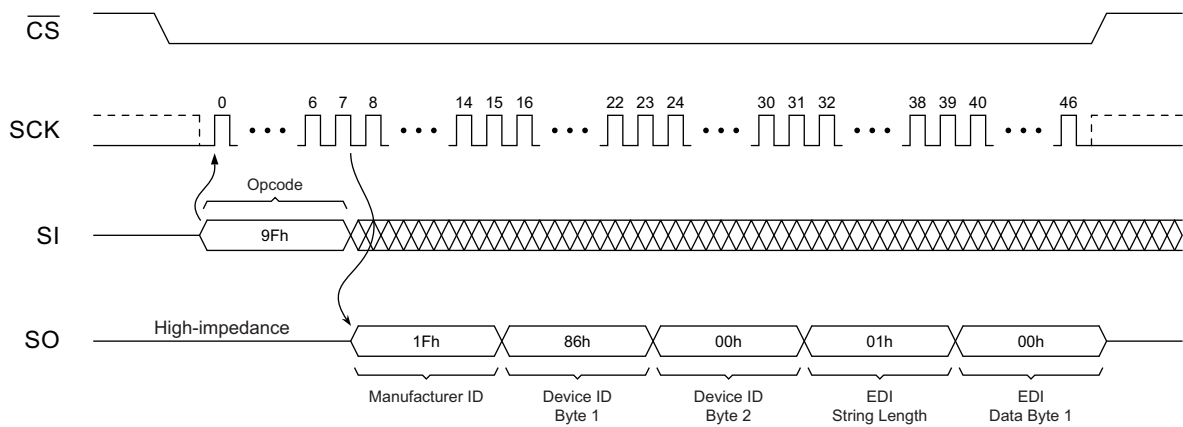 CS
0 6 7 8 14 15 16 22 23 24 30 31 32 38 39 40 46
SCK
Opcode
SI
9Fh
High-impedance
SO
1Fh 86h 00h 01h 00h
Manufacturer ID Device ID Device ID EDI EDI
Byte 1 Byte 2 String Length Data Byte 1